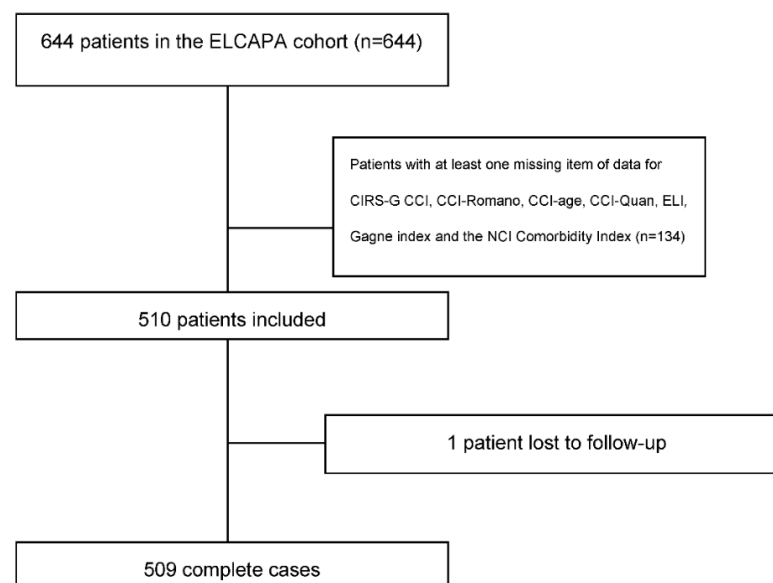 644 patients in the ELCAPA cohort (n=644)
Patients with at least one missing item of data for
CIRS-G CCI, CCI-Romano, CCI-age, CCI-Quan, ELI,
Gagne index and the NCI Comorbidity Index (n=134)
510 patients included
1 patient lost to follow-up
509 complete cases